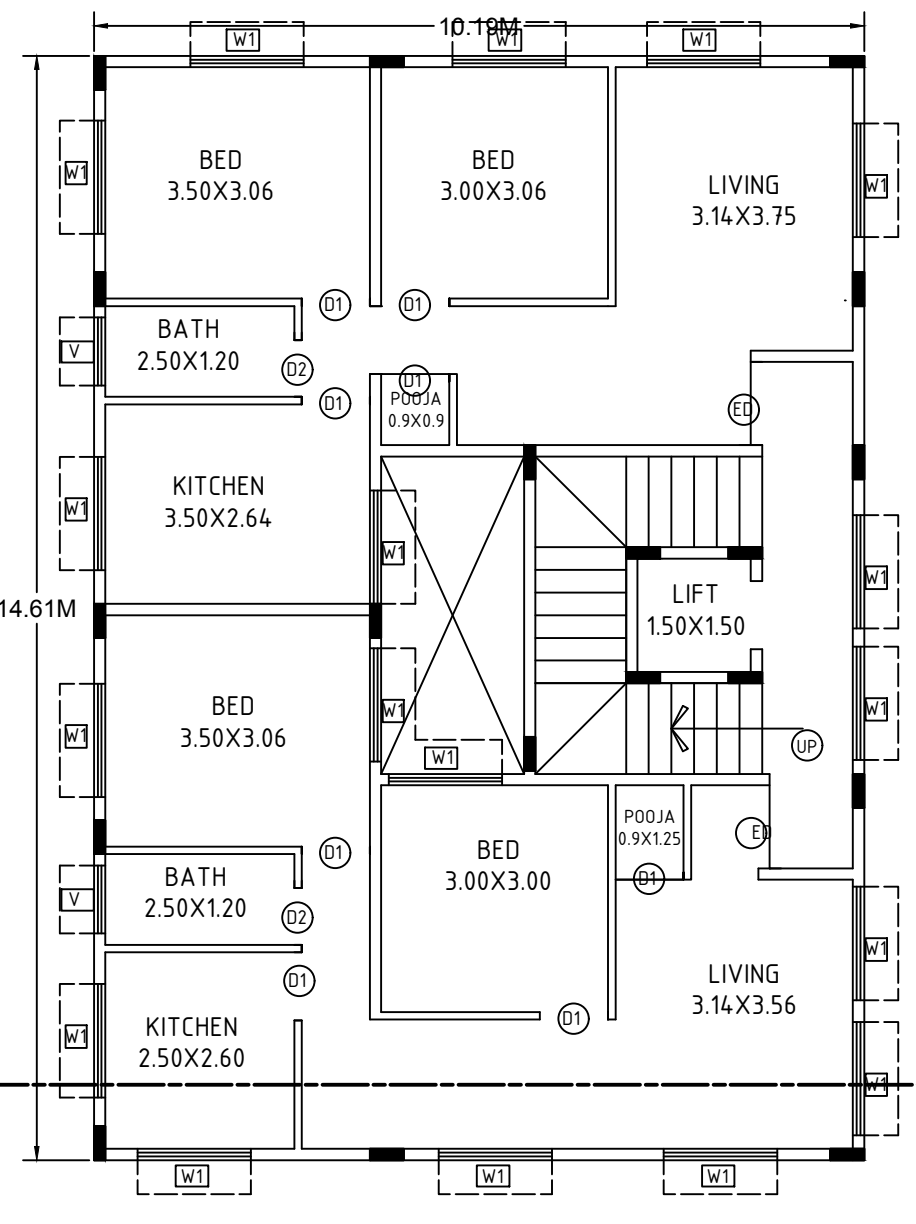 10.19M
W1
W1
W1
BED
3.50X3.06
BED
3.00X3.06
LIVING
3.14X3.75
W1
W1
D1
D1
BATH
2.50X1.20
V
D2
D1
D1
POOJA
0.9X0.9
ED
KITCHEN
3.50X2.64
W1
W1
W1
LIFT
1.50X1.50
14.61M
BED
3.50X3.06
W1
W1
W1
W1
UP
POOJA
0.9X1.25
ED
BED
3.00X3.00
D1
D1
BATH
2.50X1.20
V
D2
W1
D1
LIVING
3.14X3.56
D1
KITCHEN
2.50X2.60
W1
W1
W1
W1
W1